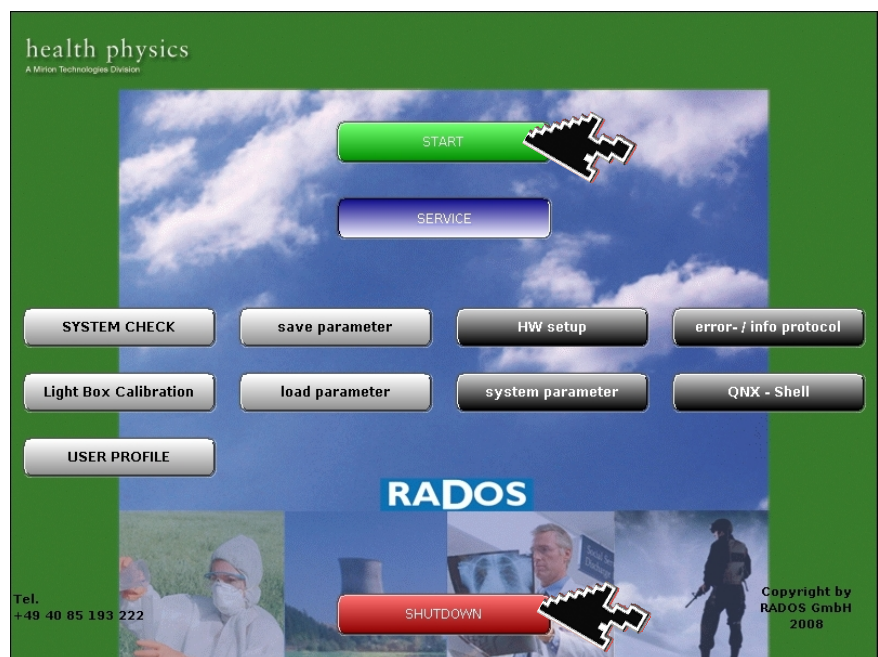 health physics
A Mirion Technologies Division
START
SERVICE
SYSTEM CHECK
save parameter
HW setup
error- / info protocol
Light Box Calibration
load parameter
system parameter
QNX - Shell
USER PROFILE
RADOS
Tel.
+49 40 85 193 222
SHUTDOWN
Copyright by
RADOS GmbH
2008